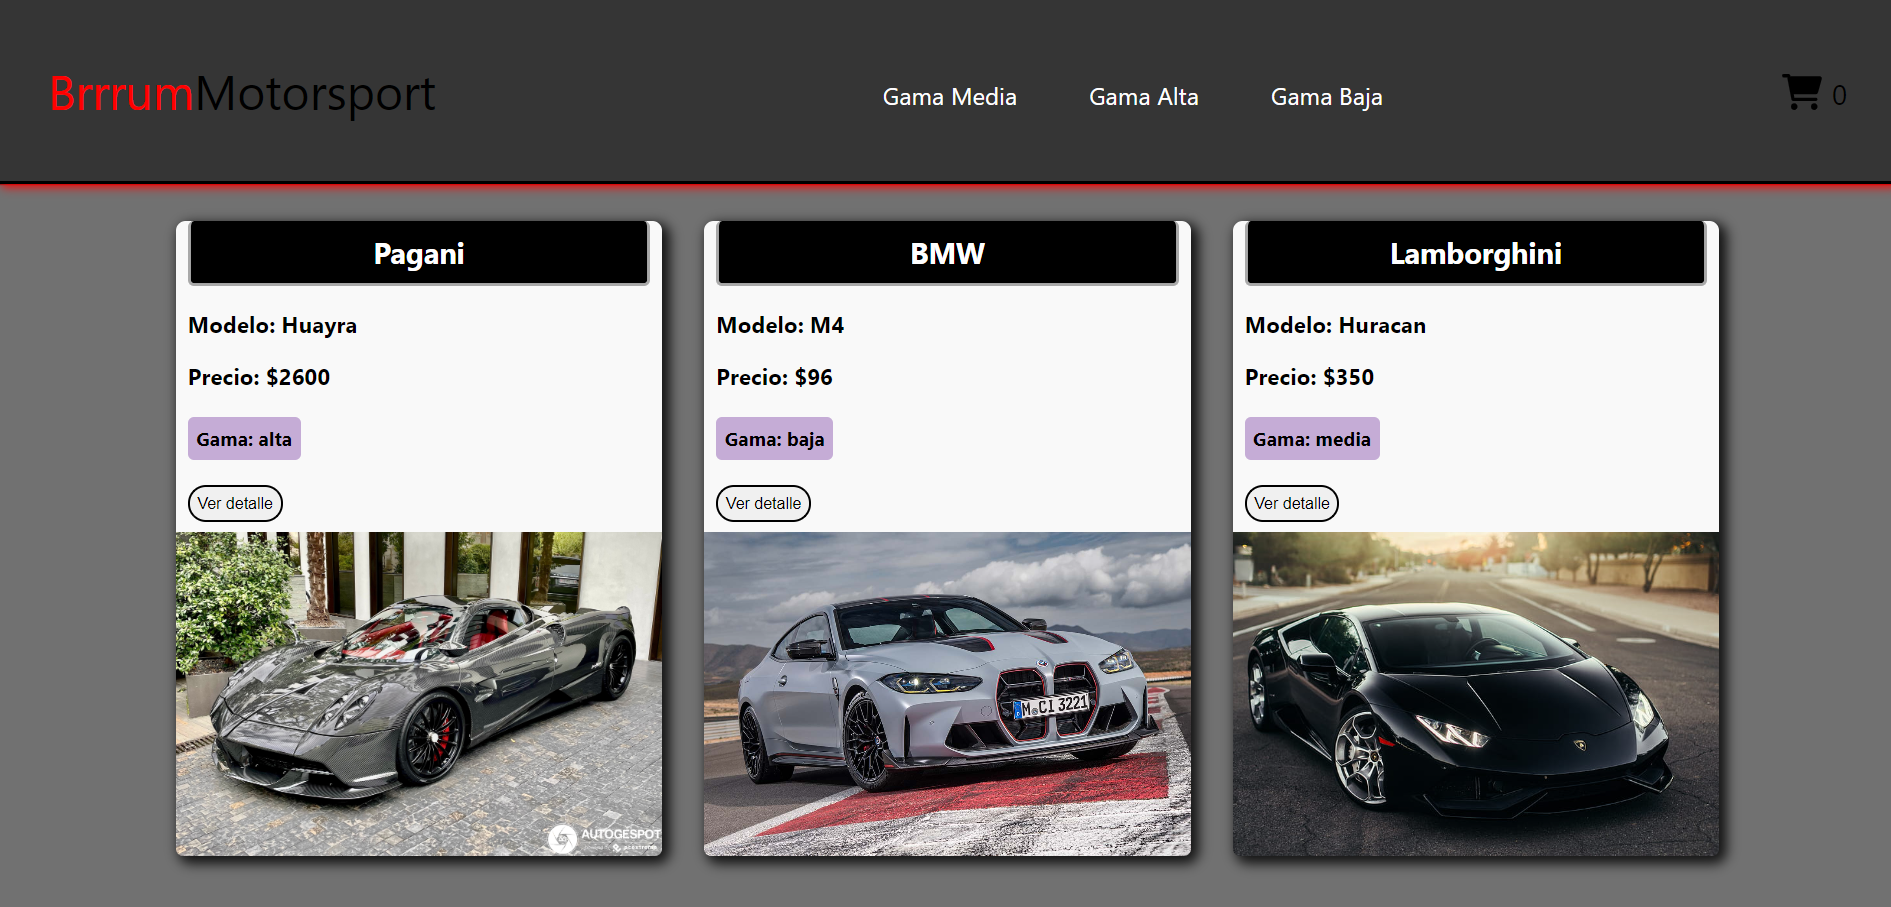 BrrrumMotorsport
Gama Media
Gama Alta
Gama Baja
0
Pagani
Modelo: Huayra
Precio: $2600
Gama: alta
Ver detalle
AUTOGESPOT
BMW
Modelo: M4
Precio: $96
Gama: baja
Ver detalle
M CI 3221
Lamborghini
Modelo: Huracan
Precio: $350
Gama: media
Ver detalle